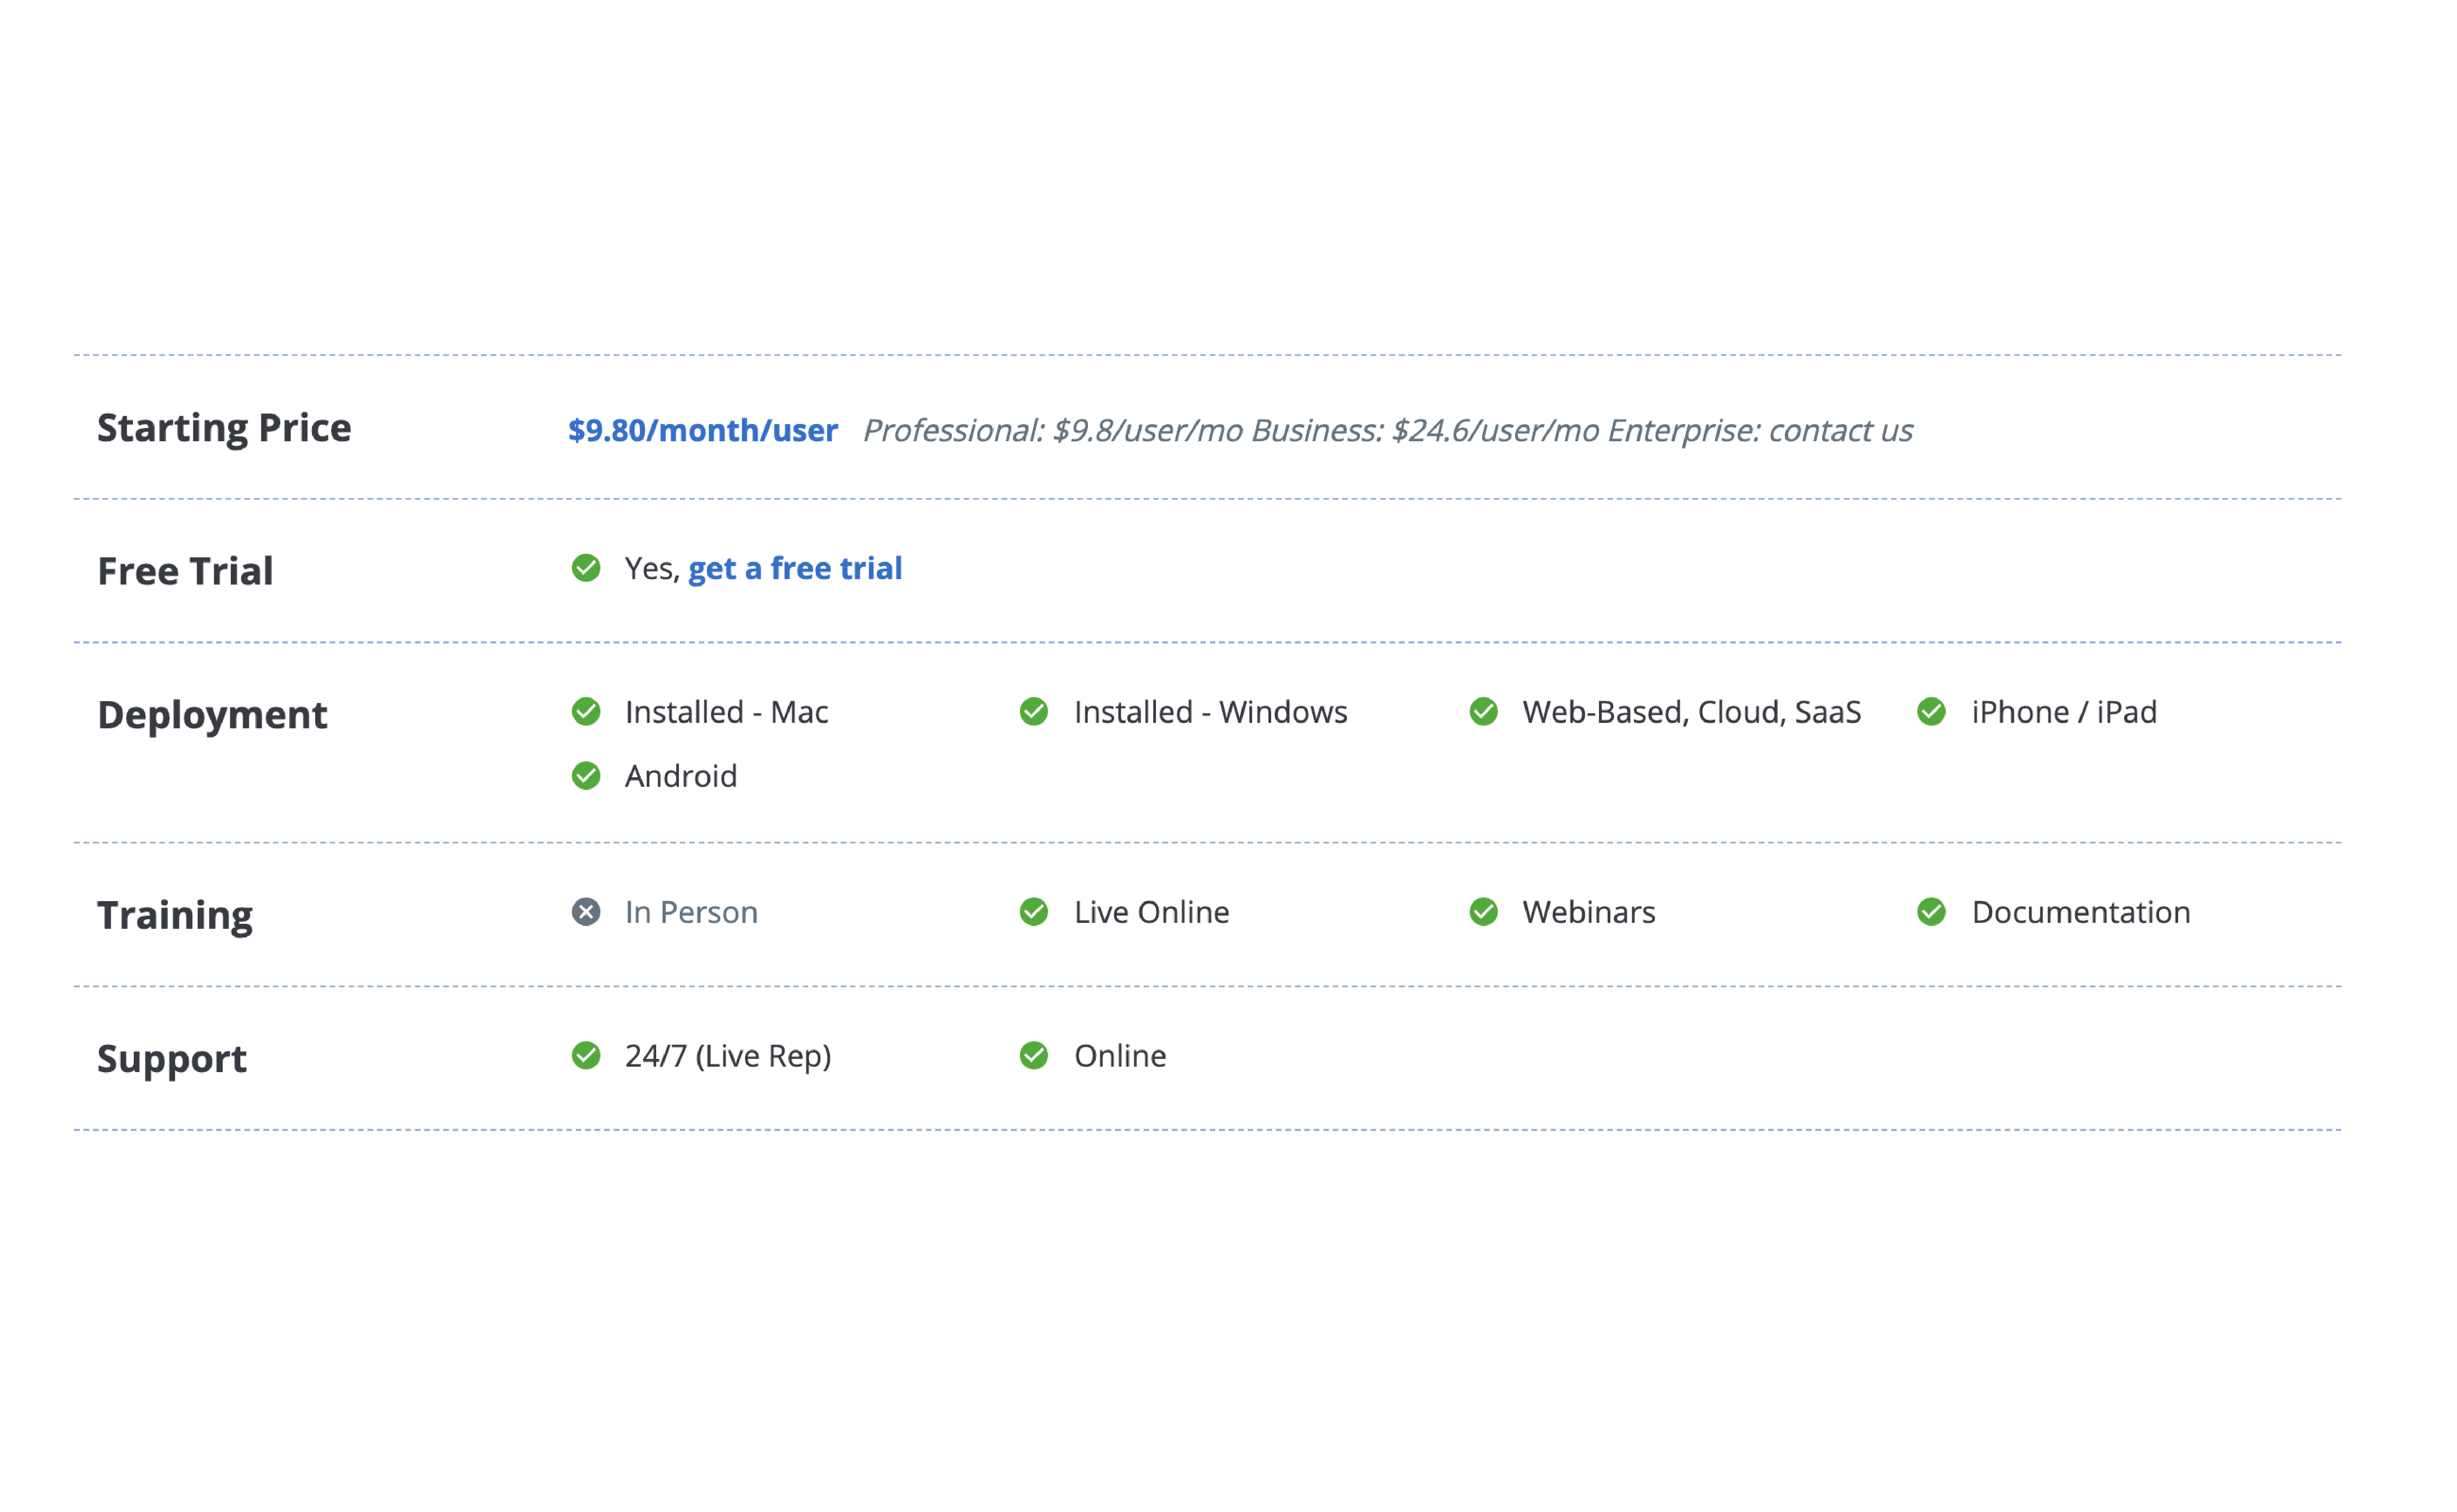 Starting Price $9.80/month/user Professional: $9.8/user/mo Business: $24.6/user/mo Enterprise: contact us
Free Trial Yes, get a free trial
Deployment Installed - Mac Installed - Windows Web-Based, Cloud, SaaS iPhone / iPad
Android
Training In Person Live Online Webinars Documentation
Support 24/7 (Live Rep) Online